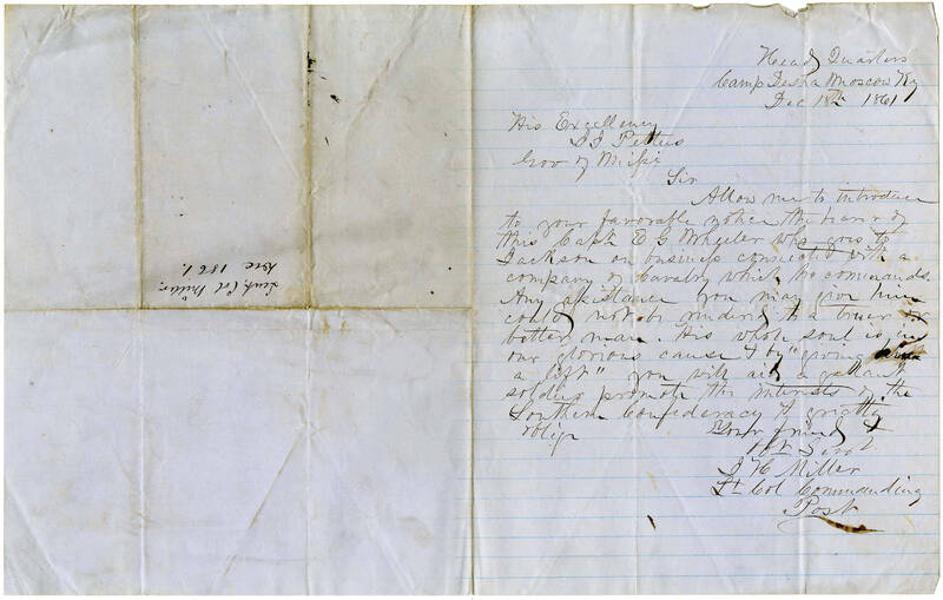 Head Quarters
Camp Desha Moscow Ky
Dec 18th 1861
His Excellency
J J Pettus
Gov of Missi
Sir
Allow me to introduce
to your favorable notice the bearer of
this Capt E G Wheeler who goes to
Jackson on business connected with a
company of Cavalry which he commands.
Any assistance you may give him
could not be rendered to a truer or
better man. His whole soul is in
our glorious cause & by "giving him
a lift" you will aid a gallant
soldier promote the interests of the
Southern Confederacy & greatly
oblige Your friend &
obt Servt
J H Miller
Lt Col Commanding
Post
Lieut Col Miller
Dec 1861.